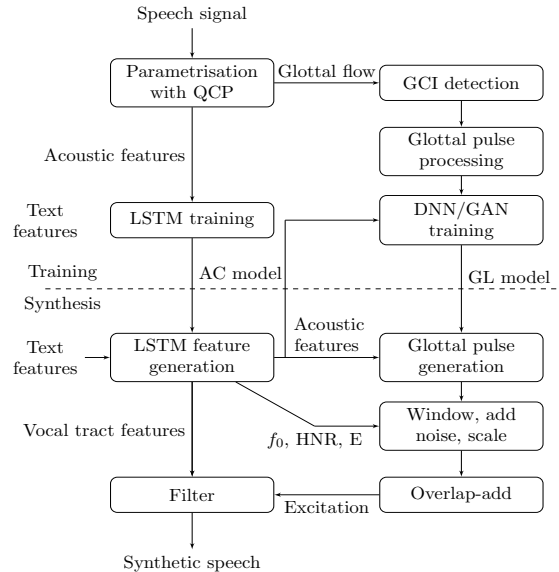 Speech signal
Parametrisation
with QCP
Glottal flow
GCI detection
Glottal pulse
processing
Acoustic features
Text
features
LSTM training
DNN/GAN
training
Training
AC model
GL model
Synthesis
Text
features
LSTM feature
generation
Acoustic
features
Glottal pulse
generation
Vocal tract features
f0, HNR, E
Window, add
noise, scale
Filter
Excitation
Overlap-add
Synthetic speech